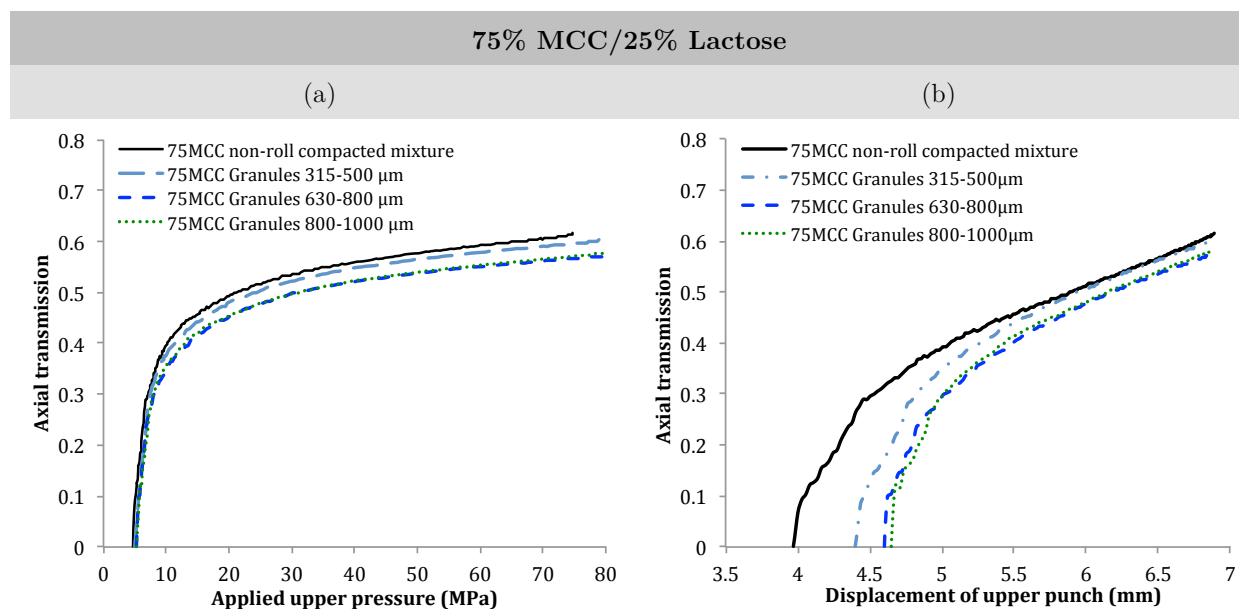 75% MCC/25% Lactose
(a)
(b)
0.8
0.7
0.6
0.5
0.4
0.3
0.2
0.1
0
Axial transmission
75MCC non-roll compacted mixture
75MCC Granules 315-500 µm
75MCC Granules 630-800 µm
75MCC Granules 800-1000 µm
0 10 20 30 40 50 60 70 80
Applied upper pressure (MPa)
0.8
0.7
0.6
0.5
0.4
0.3
0.2
0.1
0
Axial transmission
75MCC non-roll compacted mixture
75MCC Granules 315-500µm
75MCC Granules 630-800µm
75MCC Granules 800-1000µm
3.5 4 4.5 5 5.5 6 6.5 7
Displacement of upper punch (mm)